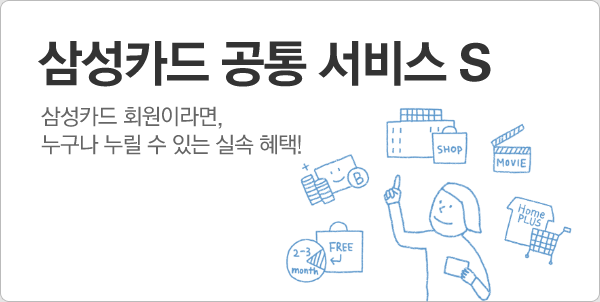 삼성카드 공통 서비스 S
삼성카드 회원이라면,
누구나 누릴 수 있는 실속 혜택!
SHOP
MOVIE
B
Home
PLUS
FREE
2-3
month